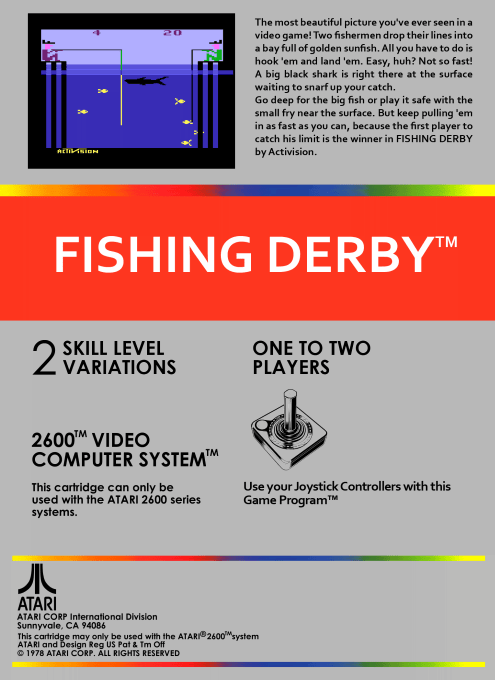 4 20
ACTIVISION
The most beautiful picture you've ever seen in a
video game! Two fishermen drop their lines into
a bay full of golden sunfish. All you have to do is
hook 'em and land 'em. Easy, huh? Not so fast!
A big black shark is right there at the surface
waiting to snarf up your catch.
Go deep for the big fish or play it safe with the
small fry near the surface. But keep pulling 'em
in as fast as you can, because the first player to
catch his limit is the winner in FISHING DERBY
by Activision.
FISHING DERBY™
2 SKILL LEVEL
VARIATIONS
ONE TO TWO
PLAYERS
2600™ VIDEO
COMPUTER SYSTEM™
This cartridge can only be
used with the ATARI 2600 series
systems.
Use your Joystick Controllers with this
Game Program™
ATARI
ATARI CORP International Division
Sunnyvale, CA 94086
This cartridge may only be used with the ATARI®2600™system
ATARI and Design Reg US Pat & Tm Off
© 1978 ATARI CORP. ALL RIGHTS RESERVED